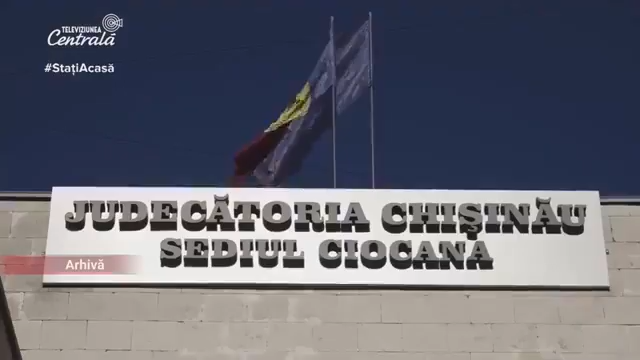 TELEVIZIUNEA
Centrală
#StațiAcasă
JUDECĂTORIA CHIȘINĂU
SEDIUL CIOCANA
Arhivă